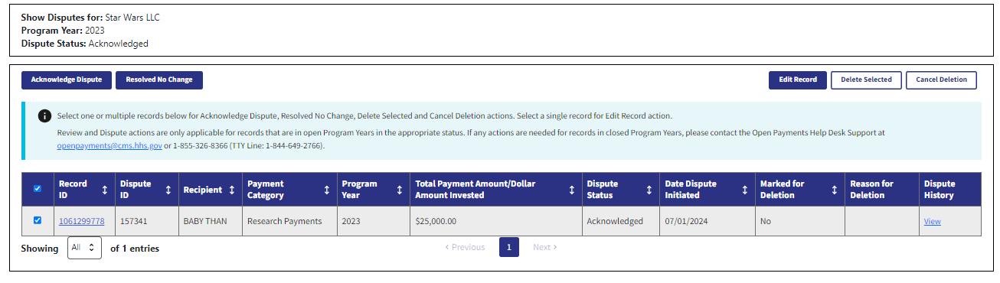 Show Disputes for: Star Wars LLC
Program Year: 2023
Dispute Status: Acknowledged
Acknowledge Dispute
Resolved No Change
Edit Record
Delete Selected
Cancel Deletion
Select one or multiple records below for Acknowledge Dispute, Resolved No Change, Delete Selected and Cancel Deletion actions. Select a single record for Edit Record action.
Review and Dispute actions are only applicable for records that are in open Program Years in the appropriate status. If any actions are needed for records in closed Program Years, please contact the Open Payments Help Desk Support at
openpayments@cms.hhs.gov or 1-855-326-8366 (TTY Line: 1-844-649-2766).
Record ID
Dispute ID
Recipient
Payment Category
Program Year
Total Payment Amount/Dollar Amount Invested
Dispute Status
Date Dispute Initiated
Marked for Deletion
Reason for Deletion
Dispute History
1061299778 157341 BABY THAN Research Payments 2023 $25,000.00 Acknowledged 07/01/2024 No View
Showing All of 1 entries
‹ Previous 1 Next ›